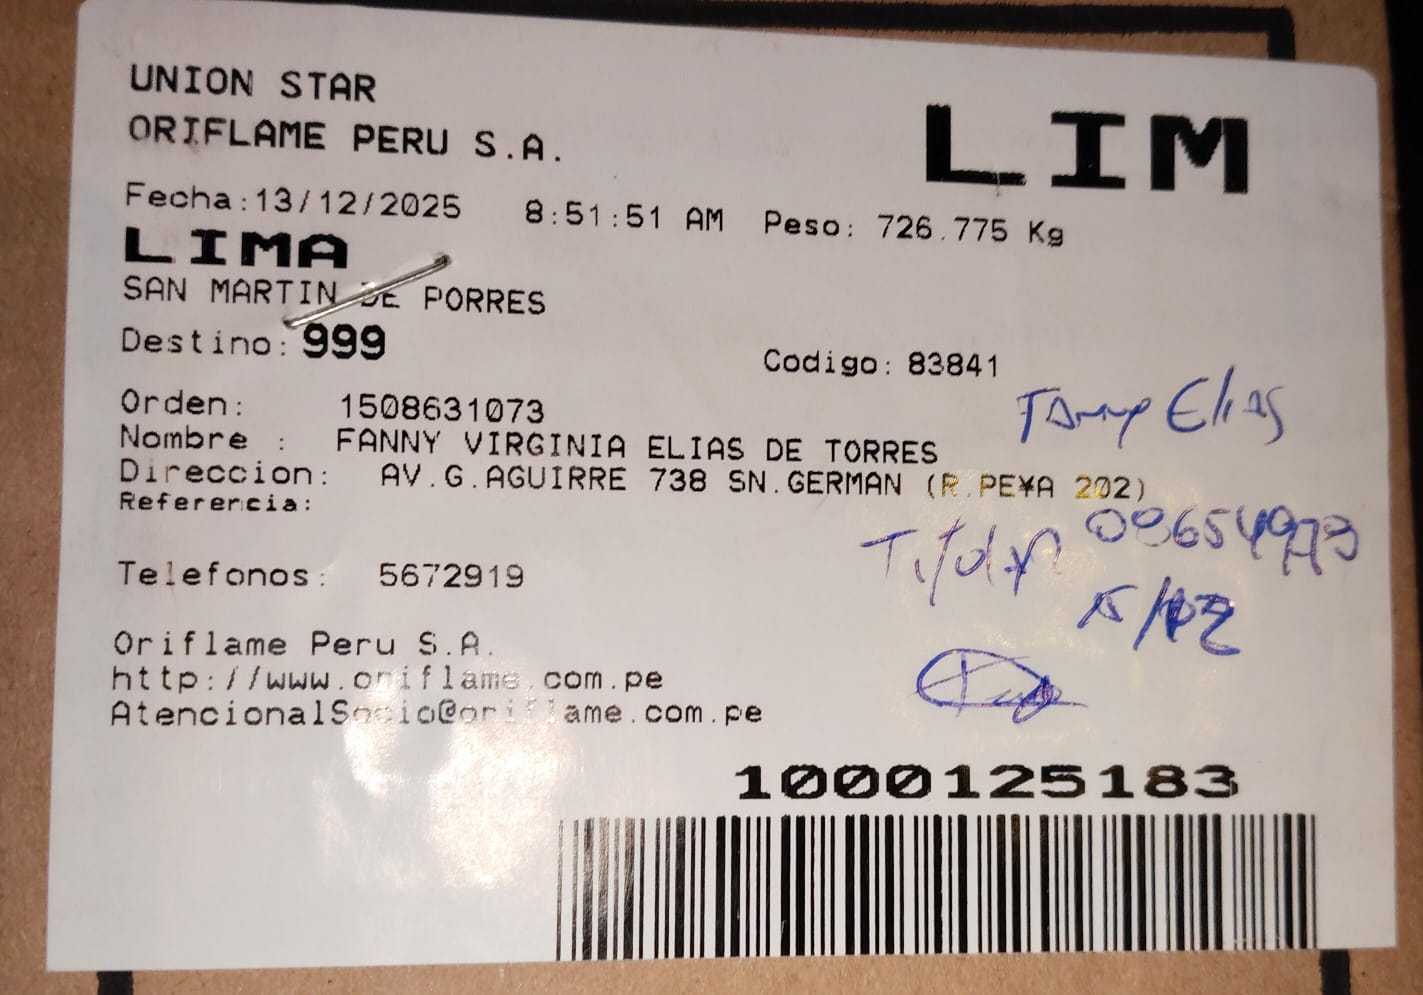 UNION STAR
ORIFLAME PERU S.A.
LIM
Fecha:13/12/2025 8:51:51 AM Peso: 726.775 Kg
LIMA
SAN MARTIN DE PORRES
Destino: 999
Codigo: 83841
Orden: 1508631073
Fanny Elias
Nombre : FANNY VIRGINIA ELIAS DE TORRES
Direccion: AV.G.AGUIRRE 738 SN.GERMAN (R.PE¥A 202)
Referencia:
Telefonos: 5672919
Oriflame Peru S.A.
http://www.oriflame.com.pe
AtencionalSocio@oriflame.com.pe
1000125183